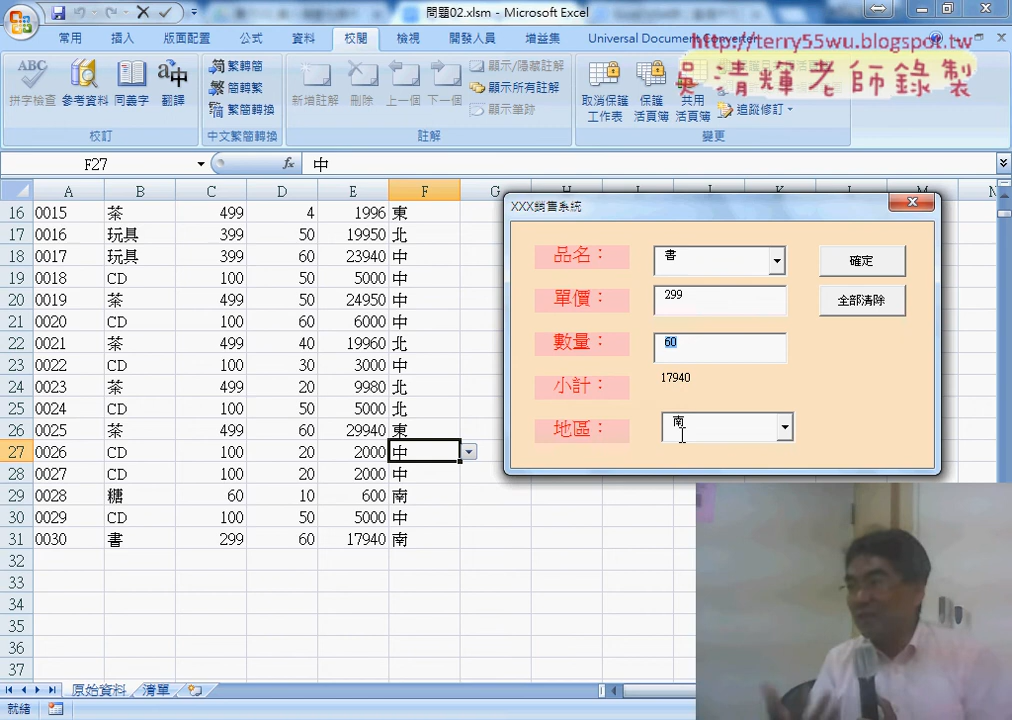 問題02.xlsm - Microsoft Excel
常用 插入 版面配置 公式 資料 校閱 檢視 開發人員 增益集 Universal Document Converter
http://terry55wu.blogspot.tw
吳清輝老師錄製
ABC 拼字檢查 參考資料 同義字 翻譯
校訂
繁轉簡
簡轉繁
繁簡轉換
中文繁簡轉換
新增註解 刪除 上一個 下一個
顯示/隱藏註解
顯示所有註解
顯示筆跡
註解
取消保護工作表 保護活頁簿 共用活頁簿
追蹤修訂
變更
F27 fx 中
A B C D E F G H I J K L M N
16 0015 茶 499 4 1996 東
17 0016 玩具 399 50 19950 北
18 0017 玩具 399 60 23940 中
19 0018 CD 100 50 5000 中
20 0019 茶 499 50 24950 中
21 0020 CD 100 60 6000 中
22 0021 茶 499 40 19960 北
23 0022 CD 100 30 3000 中
24 0023 茶 499 20 9980 北
25 0024 CD 100 50 5000 北
26 0025 茶 499 60 29940 東
27 0026 CD 100 20 2000 中
28 0027 CD 100 20 2000 中
29 0028 糖 60 10 600 南
30 0029 CD 100 50 5000 中
31 0030 書 299 60 17940 南
32
33
34
35
36
37
XXX銷售系統
品名： 書 確定
單價： 299 全部清除
數量： 60
小計： 17940
地區： 南
原始資料 清單
就緒